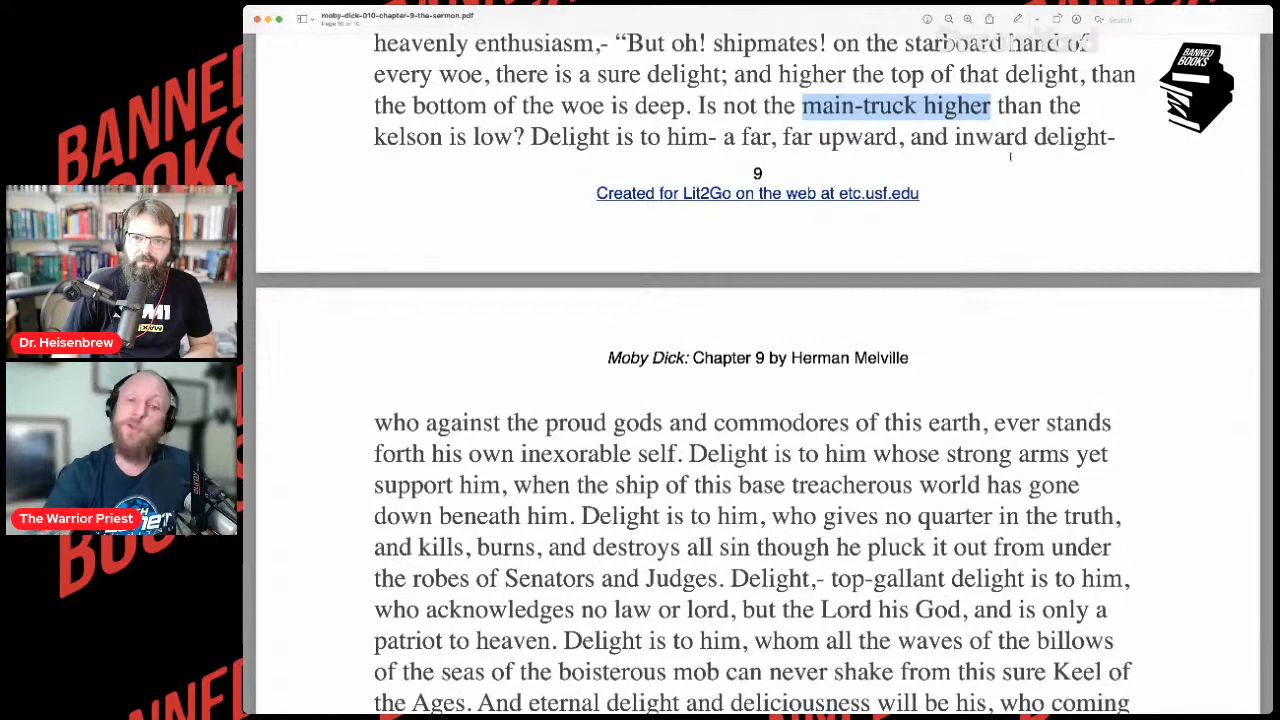 moby-dick-010-chapter-9-the-sermon.pdf
Page 10 of 10
Search
heavenly enthusiasm,- “But oh! shipmates! on the starboard hand of
every woe, there is a sure delight; and higher the top of that delight, than
the bottom of the woe is deep. Is not the main-truck higher than the
kelson is low? Delight is to him- a far, far upward, and inward delight-
9
Created for Lit2Go on the web at etc.usf.edu
Moby Dick: Chapter 9 by Herman Melville
who against the proud gods and commodores of this earth, ever stands
forth his own inexorable self. Delight is to him whose strong arms yet
support him, when the ship of this base treacherous world has gone
down beneath him. Delight is to him, who gives no quarter in the truth,
and kills, burns, and destroys all sin though he pluck it out from under
the robes of Senators and Judges. Delight,- top-gallant delight is to him,
who acknowledges no law or lord, but the Lord his God, and is only a
patriot to heaven. Delight is to him, whom all the waves of the billows
of the seas of the boisterous mob can never shake from this sure Keel of
the Ages. And eternal delight and deliciousness will be his, who coming
BANNED
BOOKS
Dr. Heisenbrew
The Warrior Priest
BANNED
BOOKS